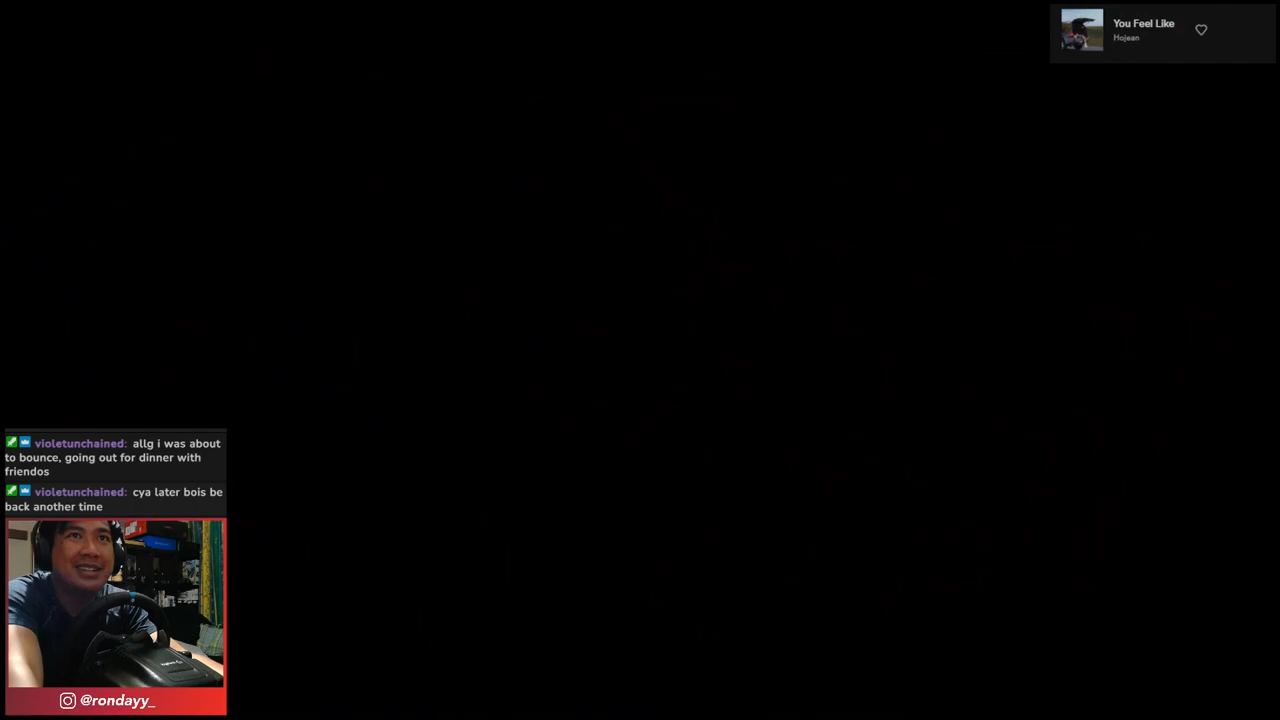 You Feel Like
Hojean
violetunchained: allg i was about
to bounce, going out for dinner with
friendos
violetunchained: cya later bois be
back another time
@rondayy_